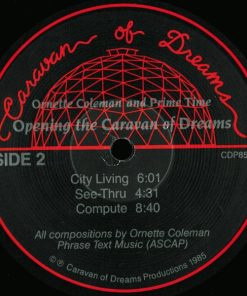 Caravan of Dreams
Ornette Coleman and Prime Time
Opening the Caravan of Dreams
SIDE 2
CDP85
City Living 6:01
See-Thru 4:31
Compute 8:40
All compositions by Ornette Coleman
Phrase Text Music (ASCAP)
©℗ Caravan of Dreams Productions 1985